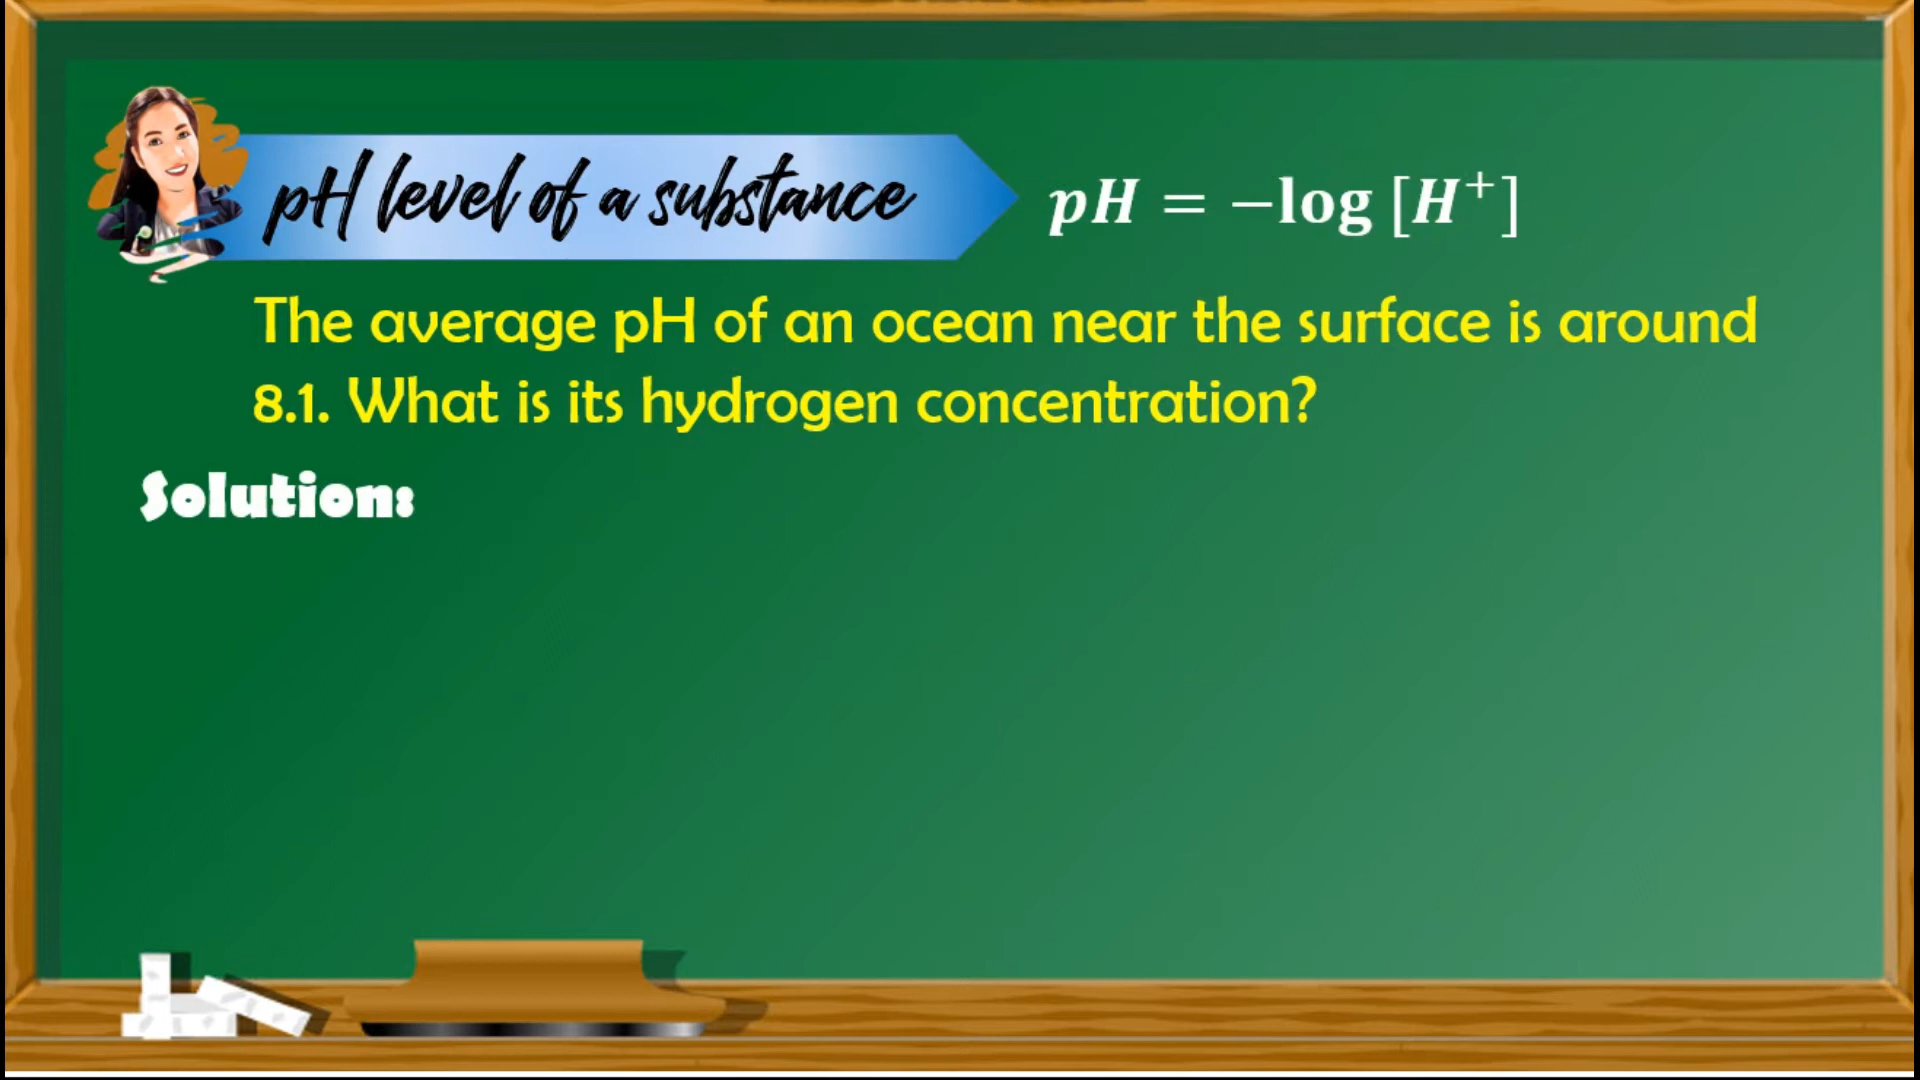 pH level of a substance
pH = −log [H⁺]
The average pH of an ocean near the surface is around
8.1. What is its hydrogen concentration?
Solution: